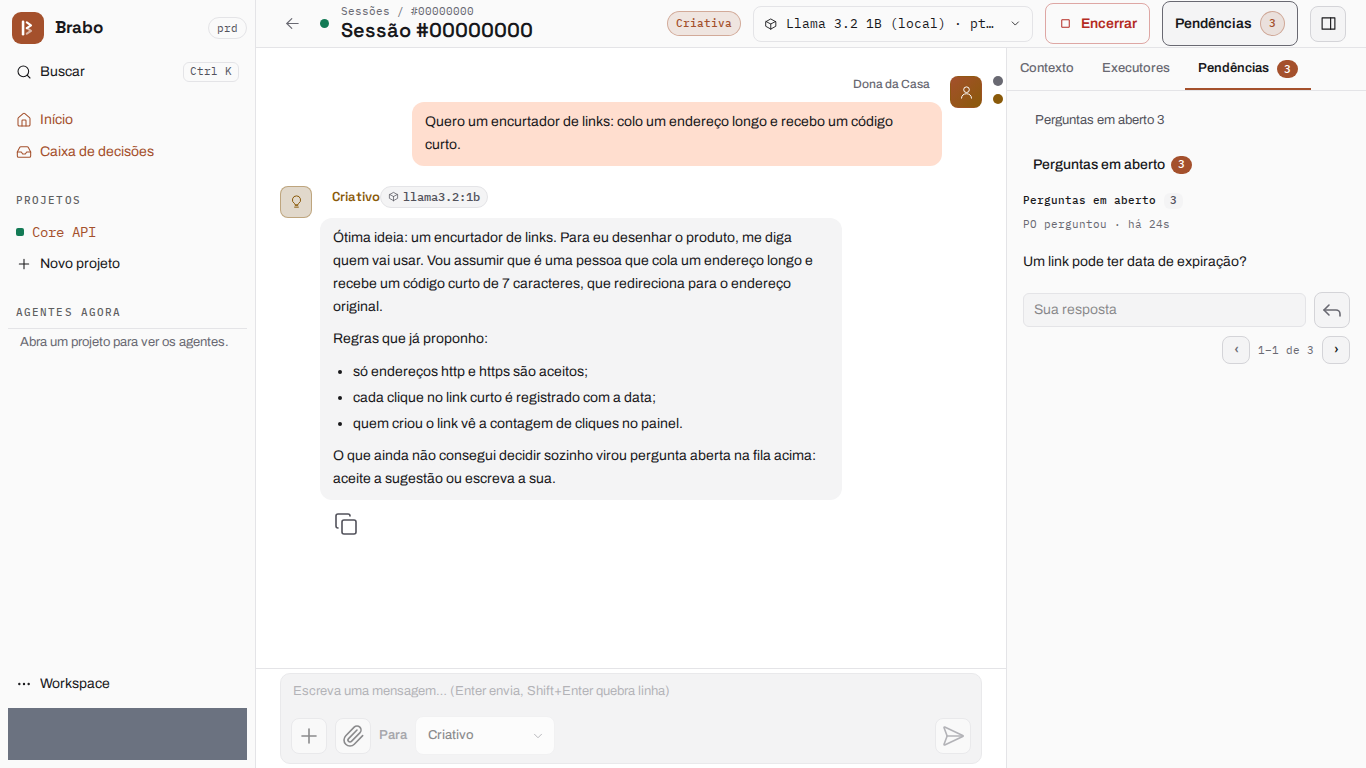 Brabo
prd
Buscar
Ctrl K
Início
Caixa de decisões
PROJETOS
Core API
Novo projeto
AGENTES AGORA
Abra um projeto para ver os agentes.
Workspace
Sessões / #00000000
Sessão #00000000
Criativa
Llama 3.2 1B (local) · pt…
Encerrar
Pendências 3
Dona da Casa
Quero um encurtador de links: colo um endereço longo e recebo um código
curto.
Criativo
llama3.2:1b
Ótima ideia: um encurtador de links. Para eu desenhar o produto, me diga
quem vai usar. Vou assumir que é uma pessoa que cola um endereço longo e
recebe um código curto de 7 caracteres, que redireciona para o endereço
original.
Regras que já proponho:
• só endereços http e https são aceitos;
• cada clique no link curto é registrado com a data;
• quem criou o link vê a contagem de cliques no painel.
O que ainda não consegui decidir sozinho virou pergunta aberta na fila acima:
aceite a sugestão ou escreva a sua.
Escreva uma mensagem... (Enter envia, Shift+Enter quebra linha)
Para
Criativo
Contexto
Executores
Pendências 3
Perguntas em aberto 3
Perguntas em aberto 3
Perguntas em aberto 3
PO perguntou · há 24s
Um link pode ter data de expiração?
Sua resposta
‹ 1–1 de 3 ›